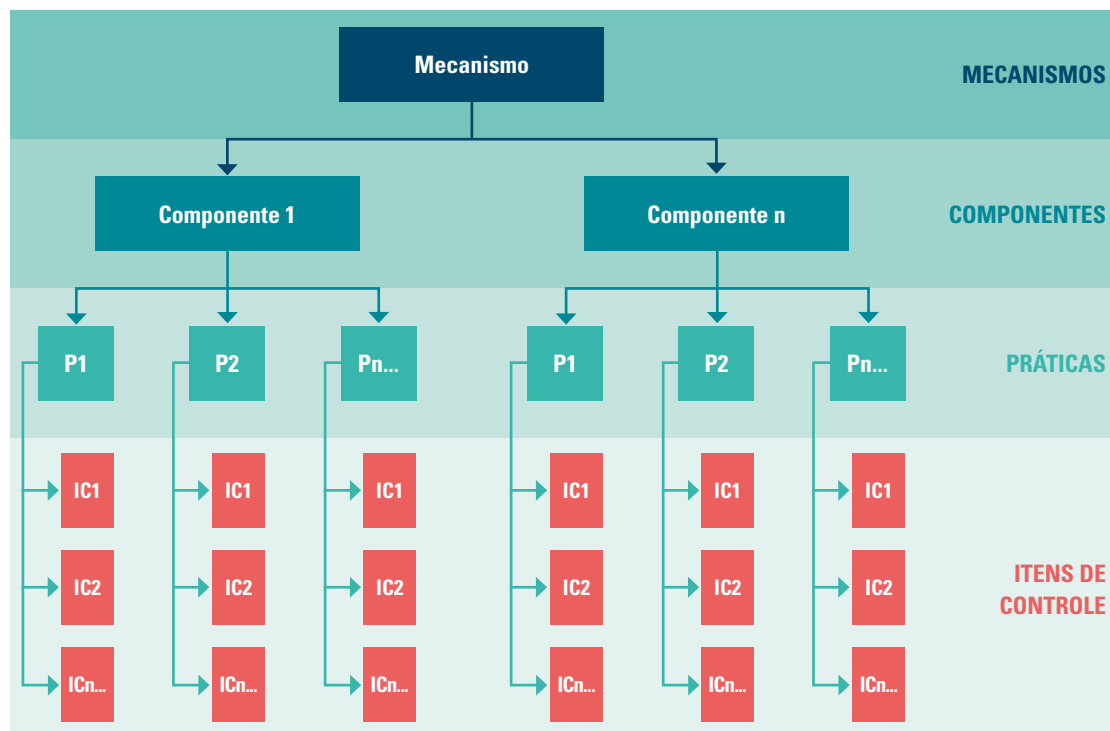 Mecanismo
MECANISMOS
Componente 1
Componente n
COMPONENTES
P1
P2
Pn...
P1
P2
Pn...
PRÁTICAS
IC1
IC1
IC1
IC1
IC1
IC1
IC2
IC2
IC2
IC2
IC2
IC2
ITENS DE
CONTROLE
ICn...
ICn...
ICn...
ICn...
ICn...
ICn...